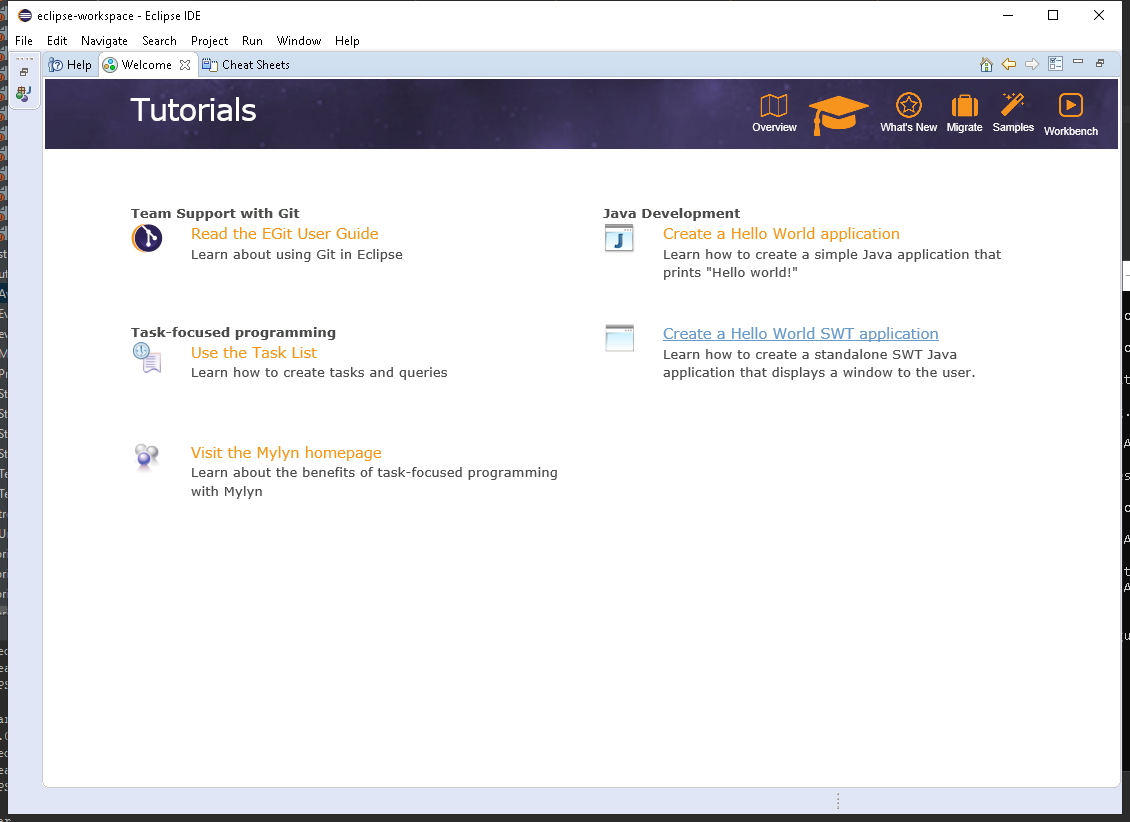 eclipse-workspace - Eclipse IDE
File Edit Navigate Search Project Run Window Help
Help Welcome Cheat Sheets
Tutorials
Overview What's New Migrate Samples Workbench
Team Support with Git
Read the EGit User Guide
Learn about using Git in Eclipse
Task-focused programming
Use the Task List
Learn how to create tasks and queries
Visit the Mylyn homepage
Learn about the benefits of task-focused programming
with Mylyn
Java Development
Create a Hello World application
Learn how to create a simple Java application that
prints "Hello world!"
Create a Hello World SWT application
Learn how to create a standalone SWT Java
application that displays a window to the user.